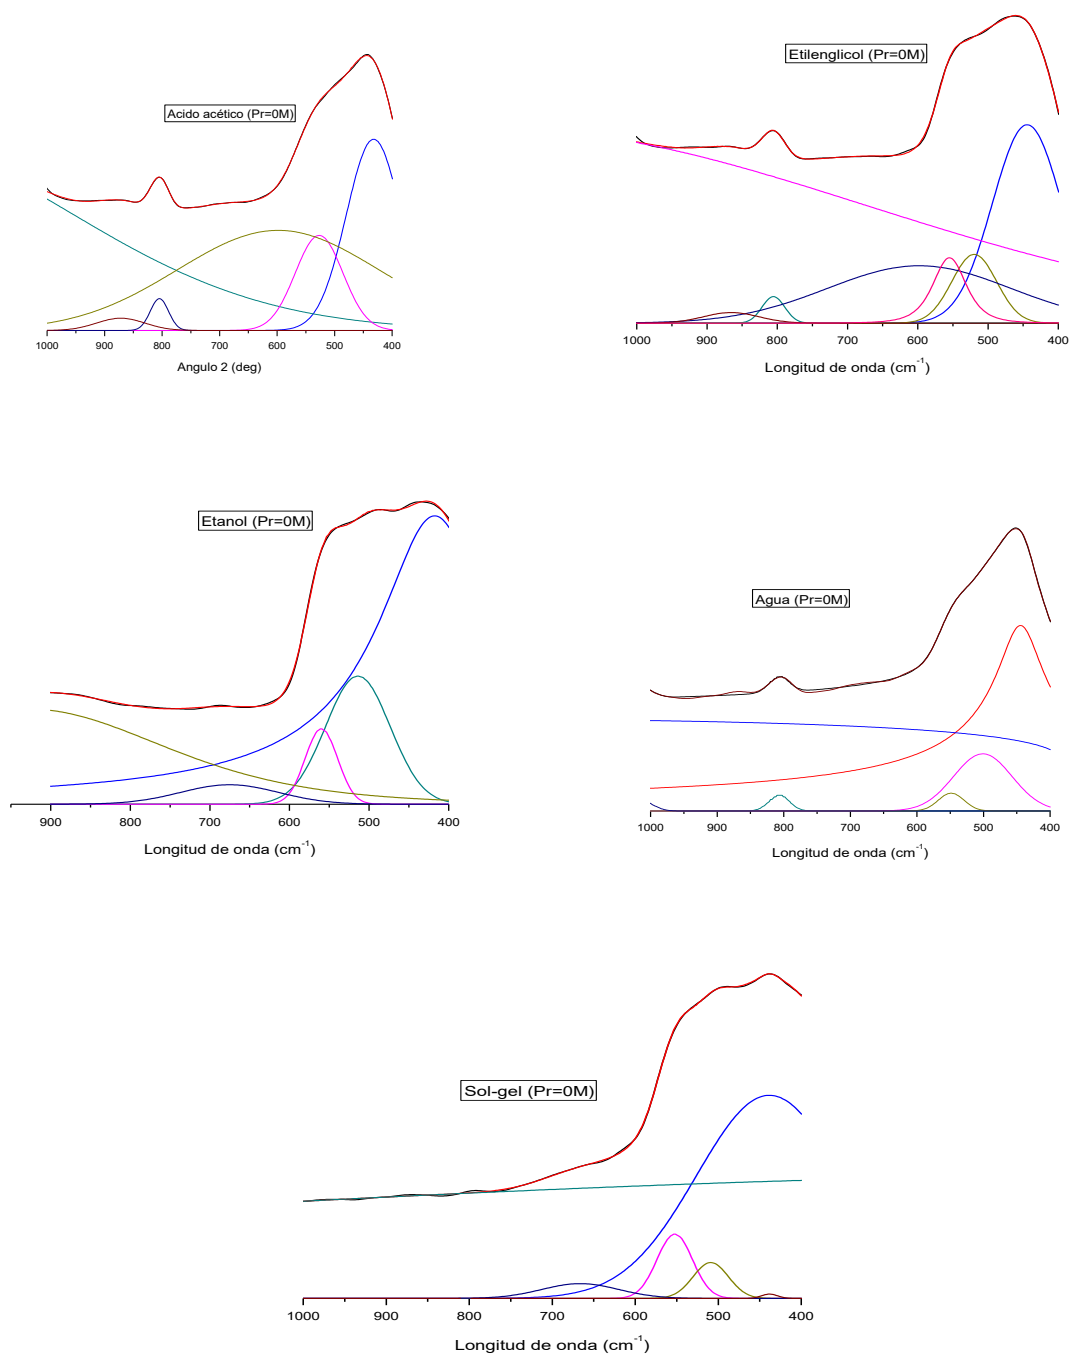 Acido acético (Pr=0M)
1000 900 800 700 600 500 400
Angulo 2 (deg)
Etilenglicol (Pr=0M)
1000 900 800 700 600 500 400
Longitud de onda (cm⁻¹)
Etanol (Pr=0M)
900 800 700 600 500 400
Longitud de onda (cm⁻¹)
Agua (Pr=0M)
1000 900 800 700 600 500 400
Longitud de onda (cm⁻¹)
Sol-gel (Pr=0M)
1000 900 800 700 600 500 400
Longitud de onda (cm⁻¹)